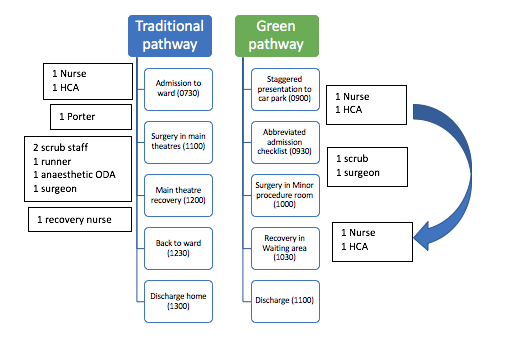 Traditional
pathway
1 Nurse
1 HCA
1 Porter
2 scrub staff
1 runner
1 anaesthetic ODA
1 surgeon
1 recovery nurse
Admission to
ward (0730)
Surgery in main
theatres (1100)
Main theatre
recovery (1200)
Back to ward
(1230)
Discharge home
(1300)
Green
pathway
Staggered
presentation to
car park (0900)
Abbreviated
admission
checklist (0930)
Surgery in Minor
procedure room
(1000)
Recovery in
Waiting area
(1030)
Discharge (1100)
1 Nurse
1 HCA
1 scrub
1 surgeon
1 Nurse
1 HCA